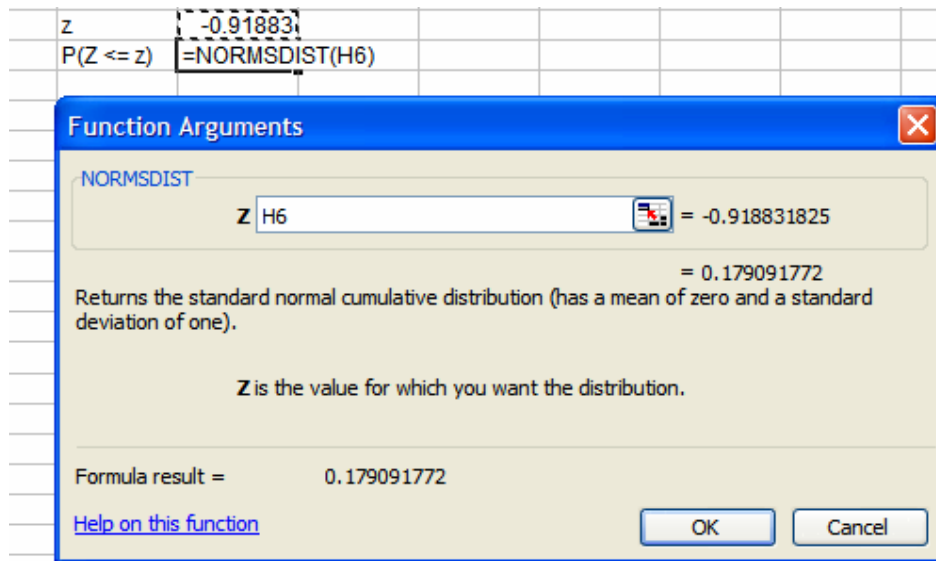 z -0.91883
P(Z <= z) =NORMSDIST(H6)
Function Arguments
NORMSDIST
Z H6 = -0.918831825
= 0.179091772
Returns the standard normal cumulative distribution (has a mean of zero and a standard
deviation of one).
Z is the value for which you want the distribution.
Formula result = 0.179091772
Help on this function OK Cancel